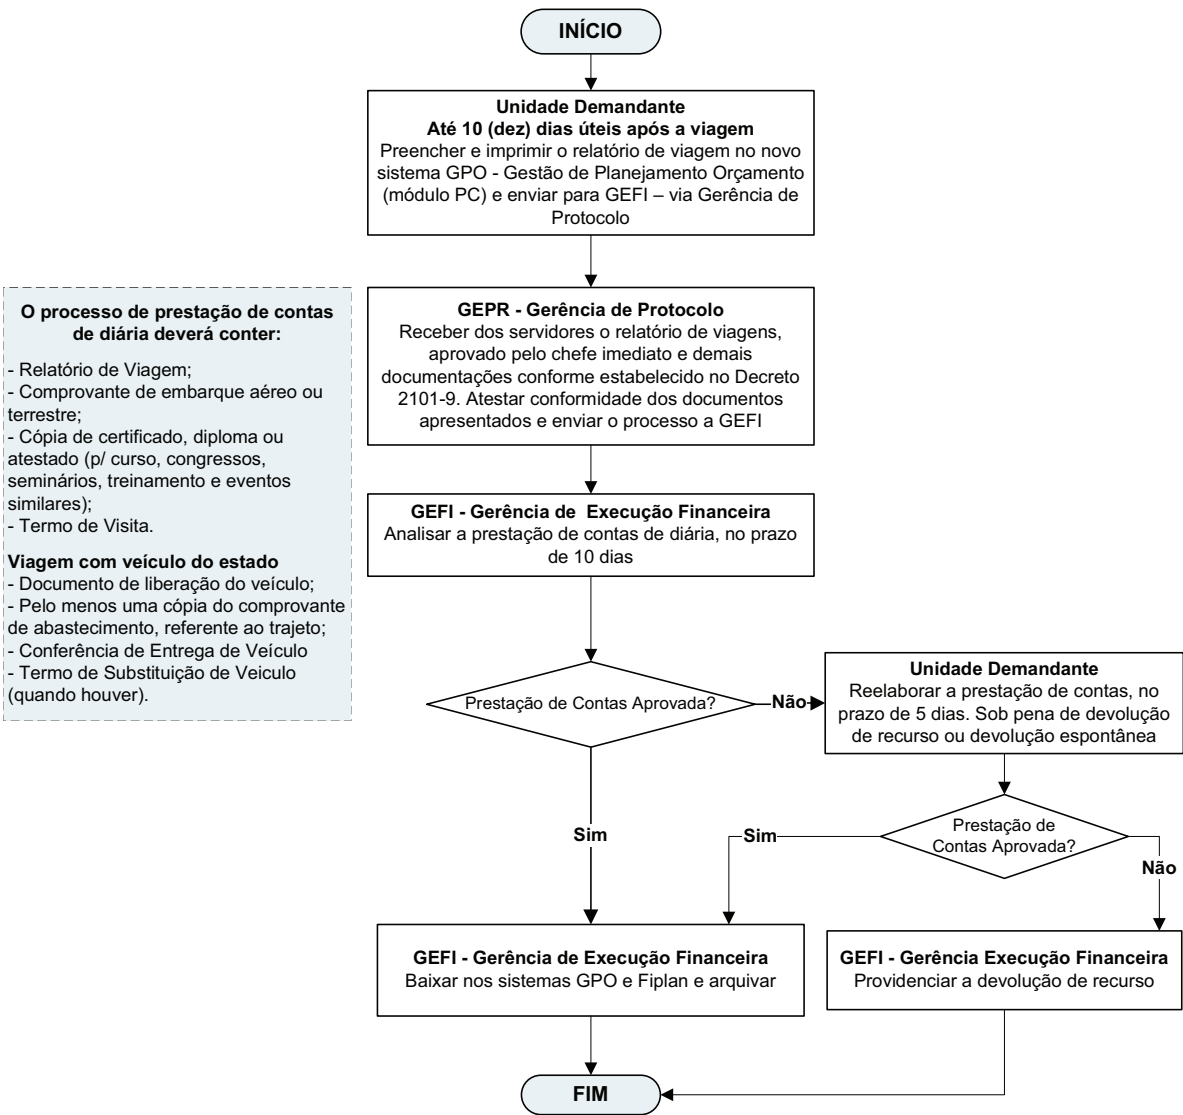 INÍCIO
Unidade Demandante
Até 10 (dez) dias úteis após a viagem
Preencher e imprimir o relatório de viagem no novo
sistema GPO - Gestão de Planejamento Orçamento
(módulo PC) e enviar para GEFI – via Gerência de
Protocolo
O processo de prestação de contas
de diária deverá conter:
- Relatório de Viagem;
- Comprovante de embarque aéreo ou
terrestre;
- Cópia de certificado, diploma ou
atestado (p/ curso, congressos,
seminários, treinamento e eventos
similares);
- Termo de Visita.
Viagem com veículo do estado
- Documento de liberação do veículo;
- Pelo menos uma cópia do comprovante
de abastecimento, referente ao trajeto;
- Conferência de Entrega de Veículo
- Termo de Substituição de Veiculo
(quando houver).
GEPR - Gerência de Protocolo
Receber dos servidores o relatório de viagens,
aprovado pelo chefe imediato e demais
documentações conforme estabelecido no Decreto
2101-9. Atestar conformidade dos documentos
apresentados e enviar o processo a GEFI
GEFI - Gerência de Execução Financeira
Analisar a prestação de contas de diária, no prazo
de 10 dias
Prestação de Contas Aprovada?
Não
Unidade Demandante
Reelaborar a prestação de contas, no
prazo de 5 dias. Sob pena de devolução
de recurso ou devolução espontânea
Sim
Sim
Prestação de
Contas Aprovada?
Não
GEFI - Gerência de Execução Financeira
Baixar nos sistemas GPO e Fiplan e arquivar
GEFI - Gerência Execução Financeira
Providenciar a devolução de recurso
FIM